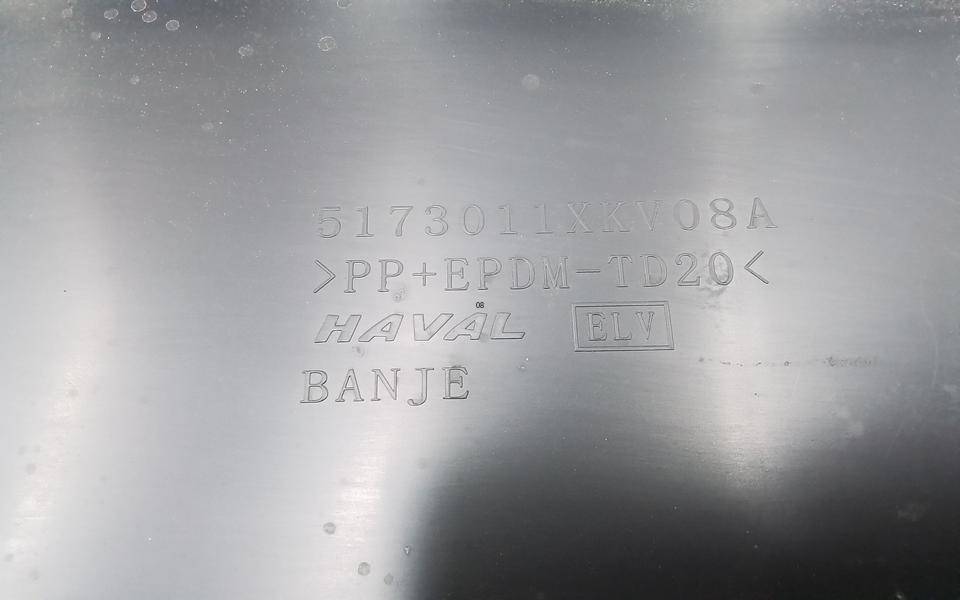 5173011XKV08A
>PP+EPDM-TD20<
08
HAVAL ELV
BANJE